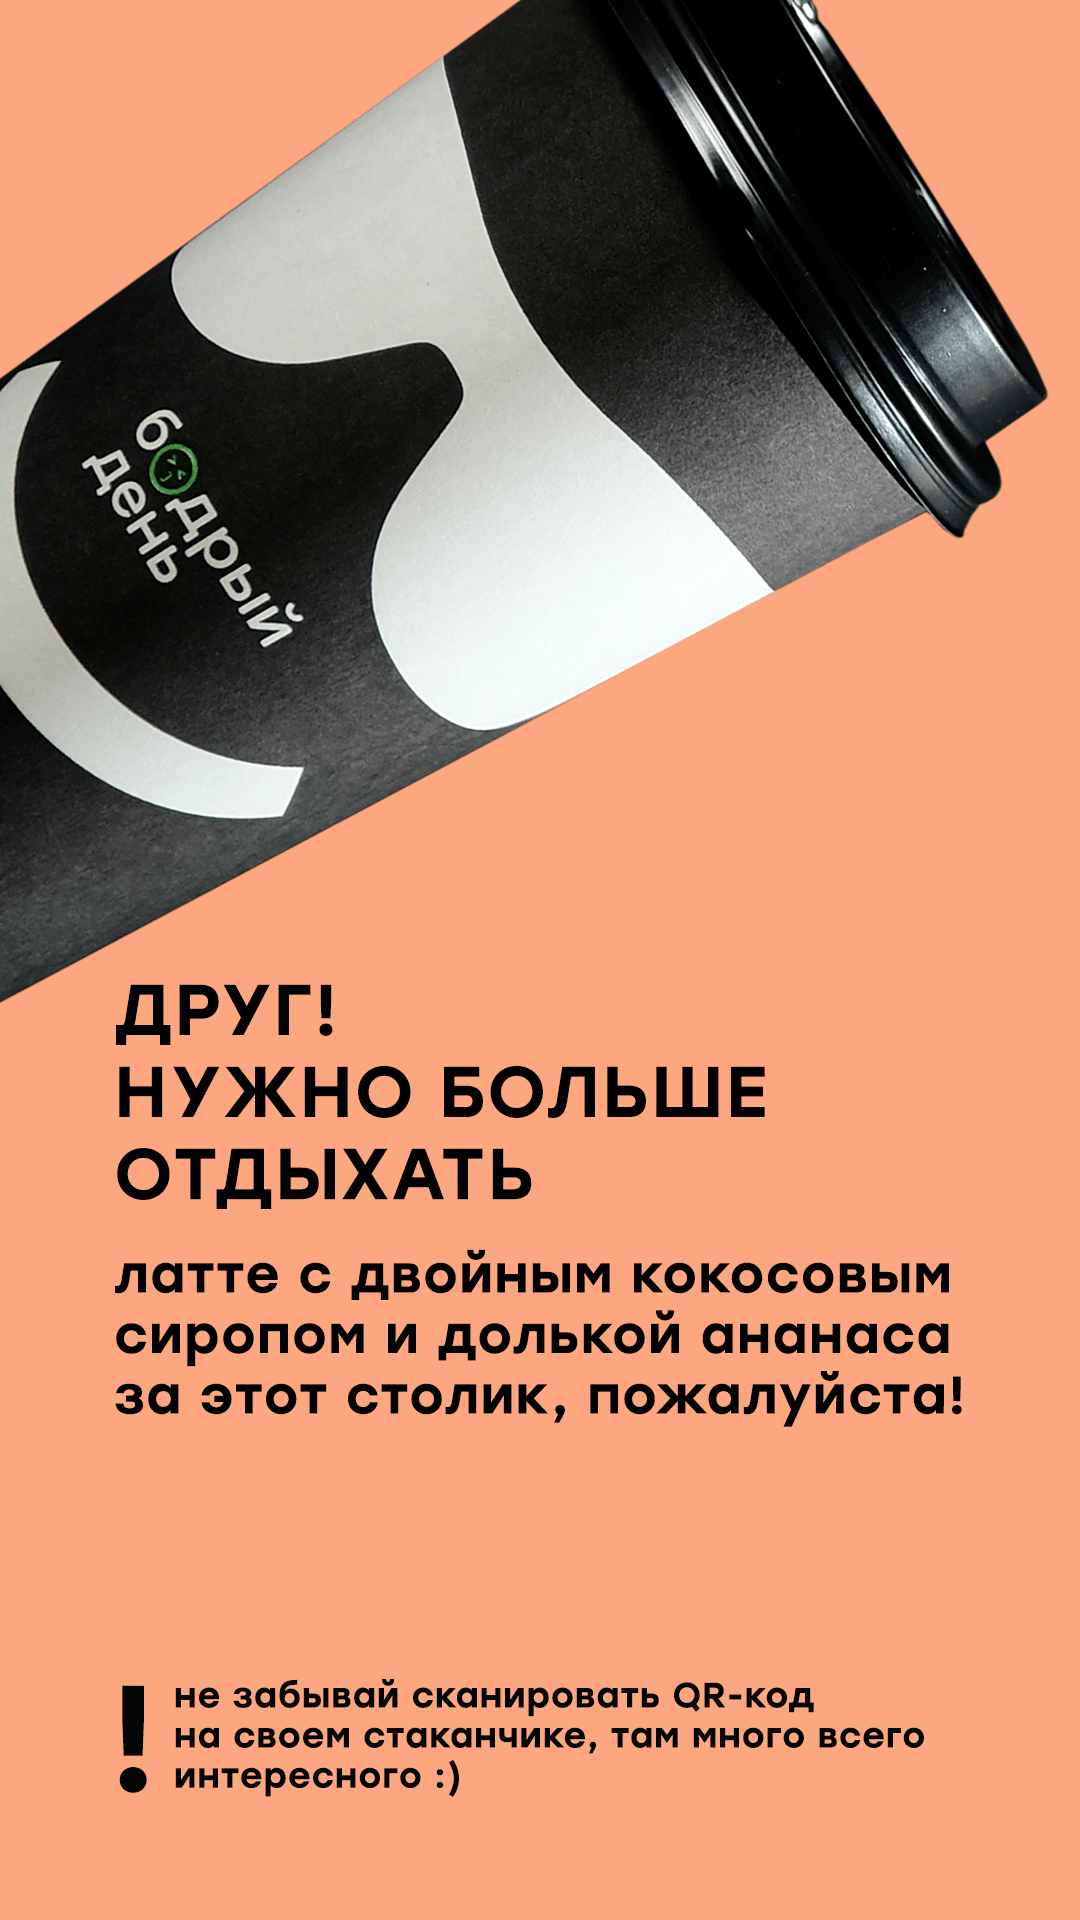 бодрый
день
ДРУГ!
НУЖНО БОЛЬШЕ
ОТДЫХАТЬ
латте с двойным кокосовым
сиропом и долькой ананаса
за этот столик, пожалуйста!
! не забывай сканировать QR-код
на своем стаканчике, там много всего
интересного :)